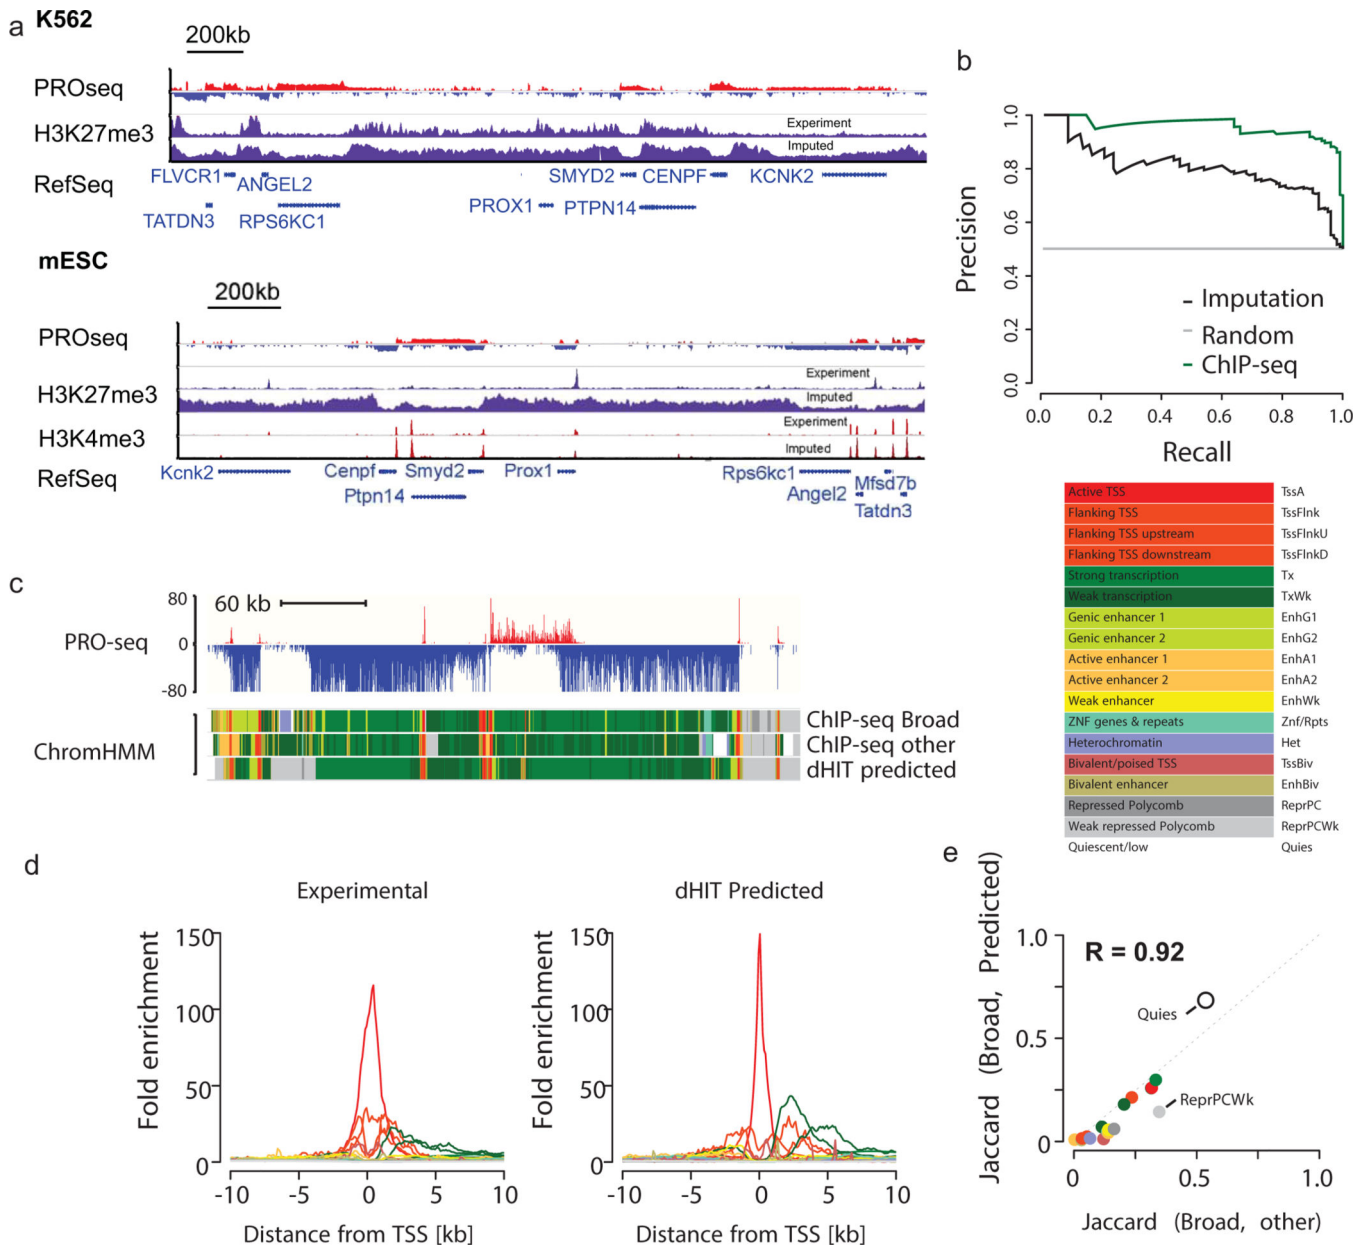 a K562
200kb
PROseq
H3K27me3
Experiment
Imputed
RefSeq
FLVCR1 ANGEL2 SMYD2 CENPF KCNK2
TATDN3 RPS6KC1 PROX1 PTPN14
mESC
200kb
PROseq
H3K27me3
Experiment
Imputed
H3K4me3
Experiment
Imputed
RefSeq
Kcnk2 Cenpf Smyd2 Prox1 Rps6kc1 Mfsd7b
Ptpn14 Angel2 Tatdn3
b
Precision
1.0
0.8
0.6
0.4
0.2
0.0
Imputation
Random
ChIP-seq
0.0 0.2 0.4 0.6 0.8 1.0
Recall
Active TSS TssA
Flanking TSS TssFlnk
Flanking TSS upstream TssFlnkU
Flanking TSS downstream TssFlnkD
Strong transcription Tx
Weak transcription TxWk
Genic enhancer 1 EnhG1
Genic enhancer 2 EnhG2
Active enhancer 1 EnhA1
Active enhancer 2 EnhA2
Weak enhancer EnhWk
ZNF genes & repeats Znf/Rpts
Heterochromatin Het
Bivalent/poised TSS TssBiv
Bivalent enhancer EnhBiv
Repressed Polycomb ReprPC
Weak repressed Polycomb ReprPCWk
Quiescent/low Quies
c
60 kb
PRO-seq
80
0
-80
ChromHMM
ChIP-seq Broad
ChIP-seq other
dHIT predicted
d
Experimental
Fold enrichment
150
100
50
0
-10 -5 0 5 10
Distance from TSS [kb]
dHIT Predicted
Fold enrichment
150
100
50
0
-10 -5 0 5 10
Distance from TSS [kb]
e
Jaccard (Broad, Predicted)
1.0
0.5
0
R = 0.92
Quies
ReprPCWk
0 0.5 1.0
Jaccard (Broad, other)